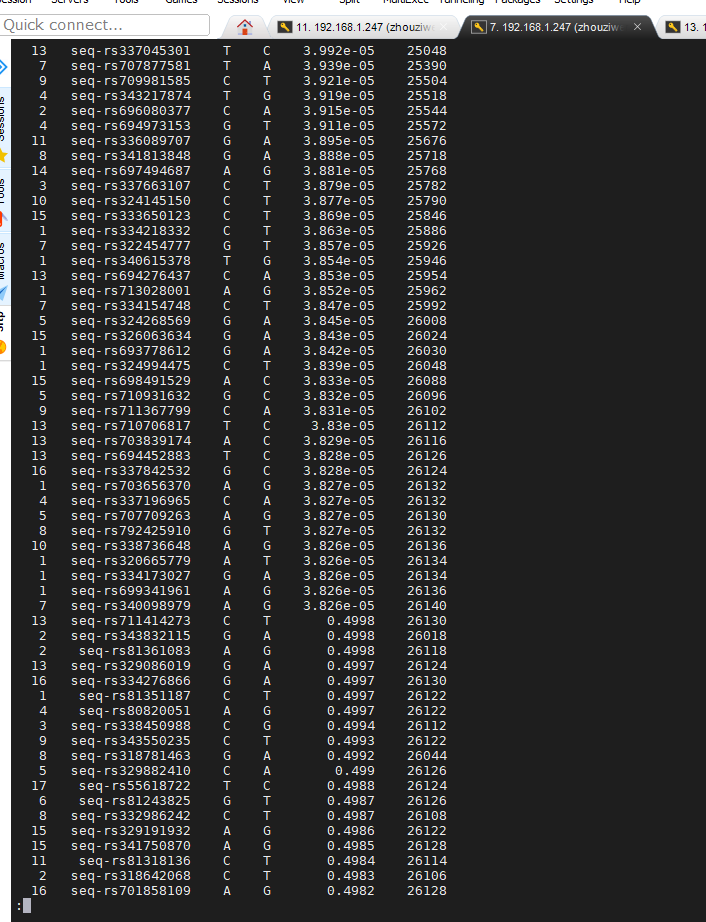 Servers Tools Games Sessions View Split MultiExec Tunneling Packages Settings Help
Quick connect... 11. 192.168.1.247 (zhouziw 7. 192.168.1.247 (zhouziw 13. 1
Sessions
Tools
Macros
Sftp
13 seq-rs337045301 T C 3.992e-05 25048
7 seq-rs707877581 T A 3.939e-05 25390
9 seq-rs709981585 C T 3.921e-05 25504
4 seq-rs343217874 T G 3.919e-05 25518
2 seq-rs696080377 C A 3.915e-05 25544
4 seq-rs694973153 G T 3.911e-05 25572
11 seq-rs336089707 G A 3.895e-05 25676
8 seq-rs341813848 G A 3.888e-05 25718
14 seq-rs697494687 A G 3.881e-05 25768
3 seq-rs337663107 C T 3.879e-05 25782
10 seq-rs324145150 C T 3.877e-05 25790
15 seq-rs333650123 C T 3.869e-05 25846
1 seq-rs334218332 C T 3.863e-05 25886
7 seq-rs322454777 G T 3.857e-05 25926
1 seq-rs340615378 T G 3.854e-05 25946
13 seq-rs694276437 C A 3.853e-05 25954
1 seq-rs713028001 A G 3.852e-05 25962
7 seq-rs334154748 C T 3.847e-05 25992
5 seq-rs324268569 G A 3.845e-05 26008
15 seq-rs326063634 G A 3.843e-05 26024
1 seq-rs693778612 G A 3.842e-05 26030
1 seq-rs324994475 C T 3.839e-05 26048
15 seq-rs698491529 A C 3.833e-05 26088
5 seq-rs710931632 G C 3.832e-05 26096
9 seq-rs711367799 C A 3.831e-05 26102
13 seq-rs710706817 T C 3.83e-05 26112
13 seq-rs703839174 A C 3.829e-05 26116
13 seq-rs694452883 T C 3.828e-05 26126
16 seq-rs337842532 G C 3.828e-05 26124
1 seq-rs703656370 A G 3.827e-05 26132
4 seq-rs337196965 C A 3.827e-05 26132
5 seq-rs707709263 A G 3.827e-05 26130
8 seq-rs792425910 G T 3.827e-05 26132
10 seq-rs338736648 A G 3.826e-05 26136
1 seq-rs320665779 A T 3.826e-05 26134
1 seq-rs334173027 G A 3.826e-05 26134
1 seq-rs699341961 A G 3.826e-05 26136
7 seq-rs340098979 A G 3.826e-05 26140
13 seq-rs711414273 C T 0.4998 26130
2 seq-rs343832115 G A 0.4998 26018
2 seq-rs81361083 A G 0.4998 26118
13 seq-rs329086019 G A 0.4997 26124
16 seq-rs334276866 G A 0.4997 26130
1 seq-rs81351187 C T 0.4997 26122
4 seq-rs80820051 A G 0.4997 26122
3 seq-rs338450988 C G 0.4994 26112
9 seq-rs343550235 C T 0.4993 26122
8 seq-rs318781463 G A 0.4992 26044
5 seq-rs329882410 C A 0.499 26126
17 seq-rs55618722 T C 0.4988 26124
6 seq-rs81243825 G T 0.4987 26126
8 seq-rs332986242 C T 0.4987 26108
15 seq-rs329191932 A G 0.4986 26122
15 seq-rs341750870 A G 0.4985 26128
11 seq-rs81318136 C T 0.4984 26114
2 seq-rs318642068 C T 0.4983 26106
16 seq-rs701858109 A G 0.4982 26128
: